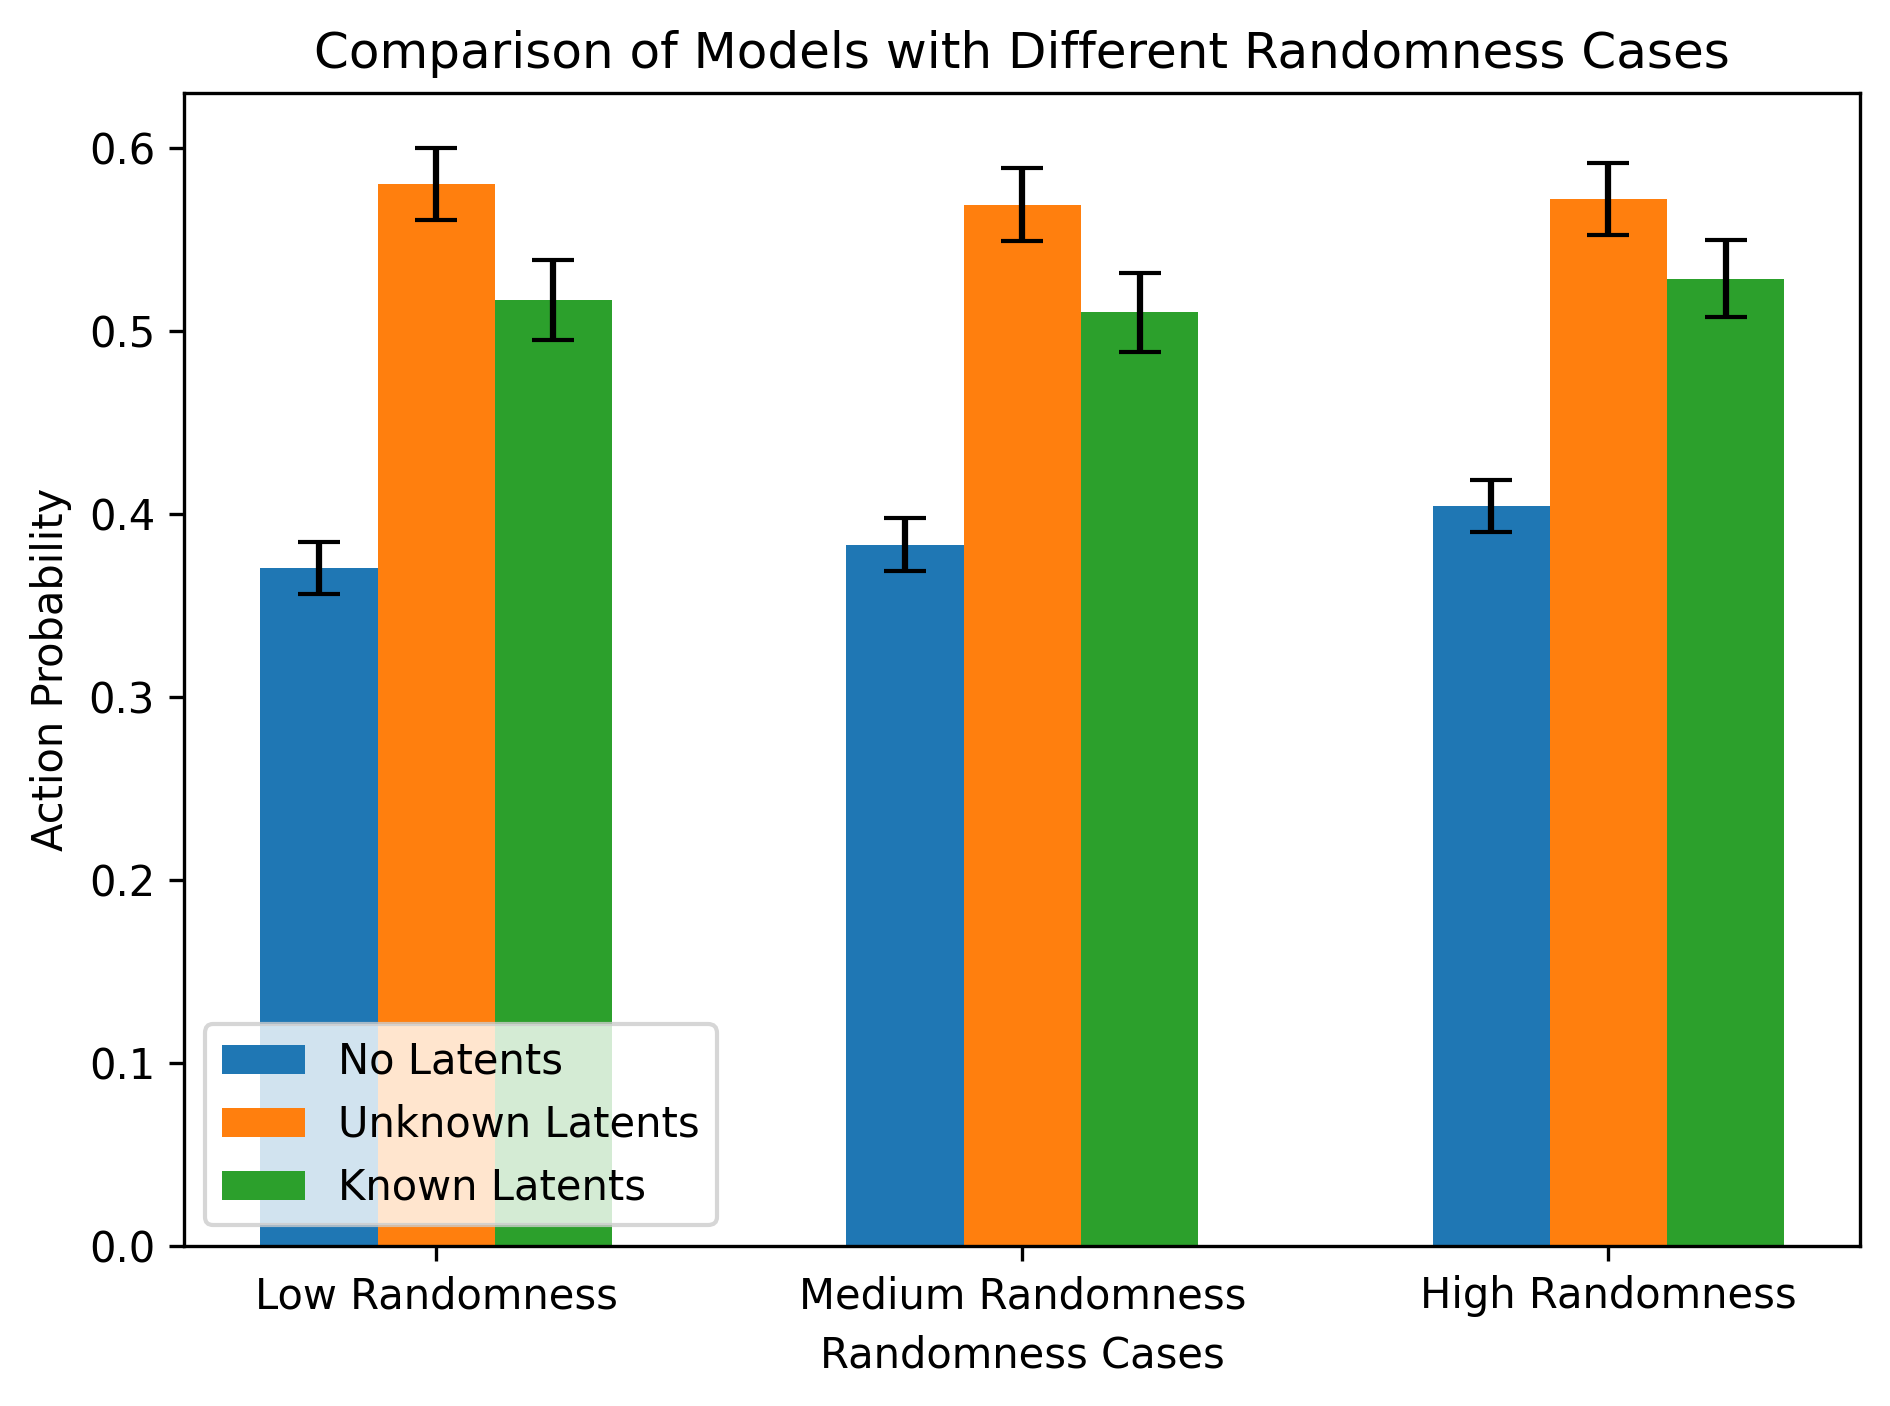 Comparison of Models with Different Randomness Cases
Action Probability
0.6
0.5
0.4
0.3
0.2
0.1
0.0
No Latents
Unknown Latents
Known Latents
Low Randomness
Medium Randomness
High Randomness
Randomness Cases